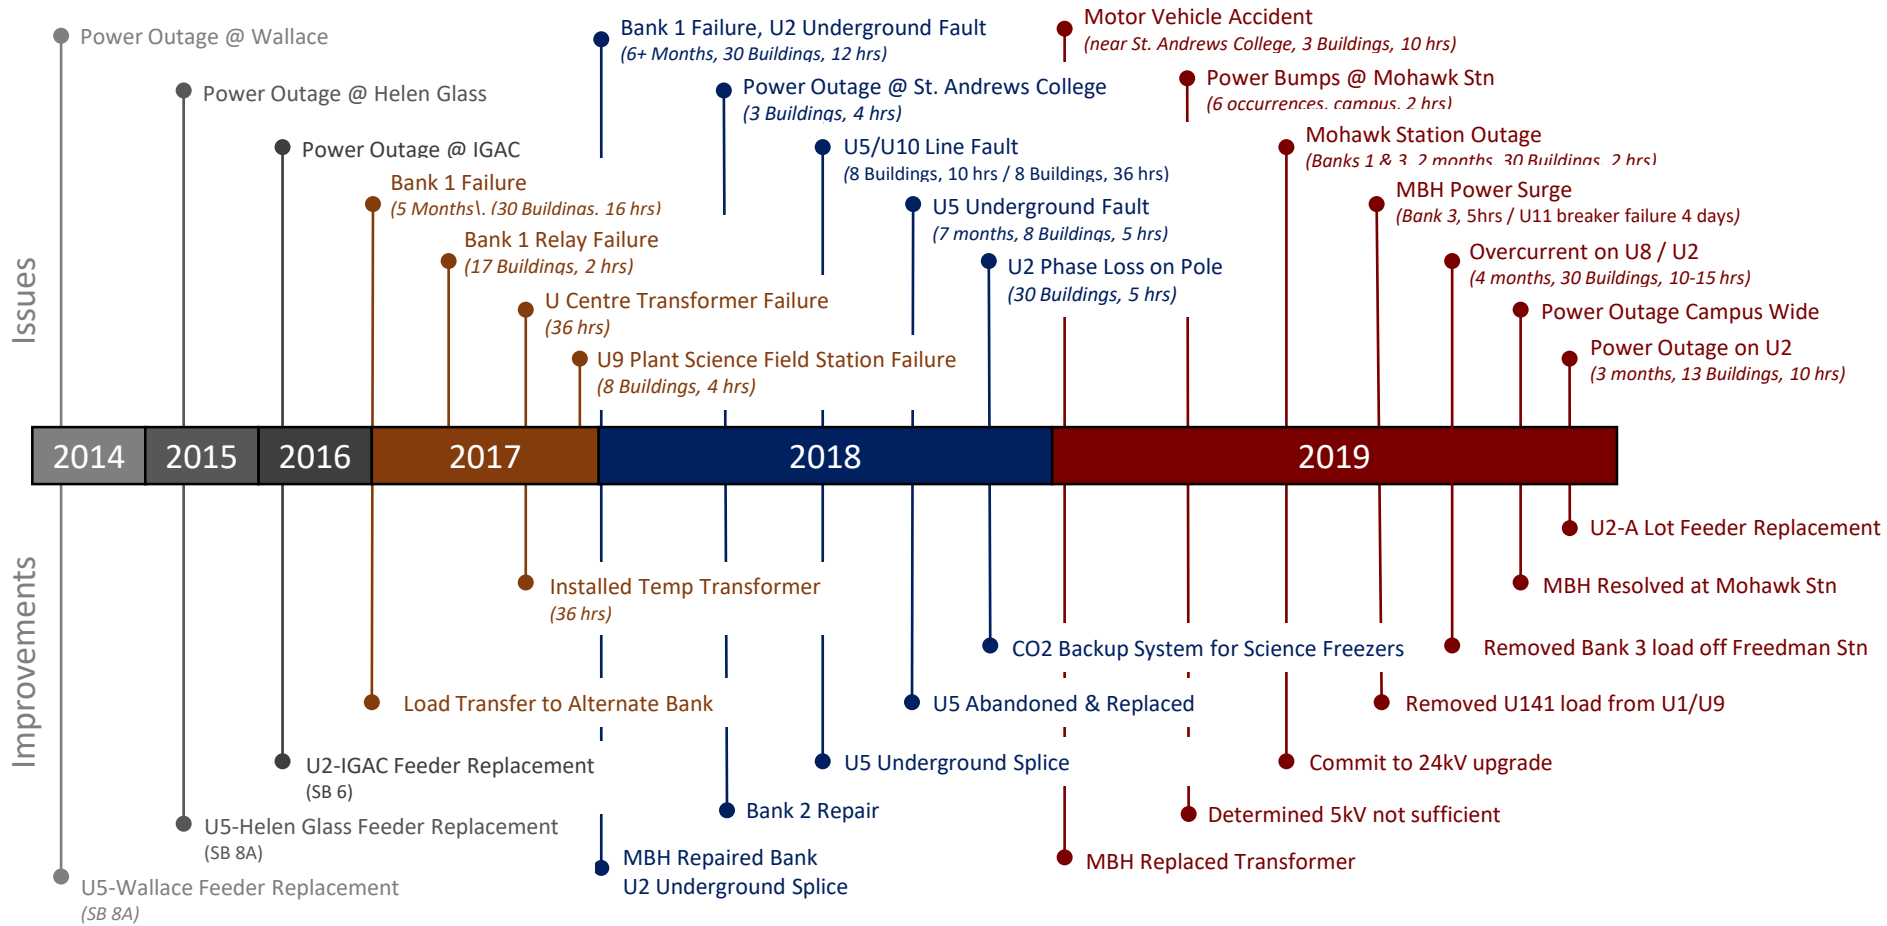 Issues
Power Outage @ Wallace
Power Outage @ Helen Glass
Power Outage @ IGAC
Bank 1 Failure
(5 Months\, (30 Buildings, 16 hrs)
Bank 1 Relay Failure
(17 Buildings, 2 hrs)
U Centre Transformer Failure
(36 hrs)
U9 Plant Science Field Station Failure
(8 Buildings, 4 hrs)
Bank 1 Failure, U2 Underground Fault
(6+ Months, 30 Buildings, 12 hrs)
Power Outage @ St. Andrews College
(3 Buildings, 4 hrs)
U5/U10 Line Fault
(8 Buildings, 10 hrs / 8 Buildings, 36 hrs)
U5 Underground Fault
(7 months, 8 Buildings, 5 hrs)
U2 Phase Loss on Pole
(30 Buildings, 5 hrs)
Motor Vehicle Accident
(near St. Andrews College, 3 Buildings, 10 hrs)
Power Bumps @ Mohawk Stn
(6 occurrences, campus, 2 hrs)
Mohawk Station Outage
(Banks 1 & 3, 2 months, 30 Buildings, 2 hrs)
MBH Power Surge
(Bank 3, 5hrs / U11 breaker failure 4 days)
Overcurrent on U8 / U2
(4 months, 30 Buildings, 10-15 hrs)
Power Outage Campus Wide
Power Outage on U2
(3 months, 13 Buildings, 10 hrs)
2014
2015
2016
2017
2018
2019
Improvements
U5-Wallace Feeder Replacement
(SB 8A)
U5-Helen Glass Feeder Replacement
(SB 8A)
U2-IGAC Feeder Replacement
(SB 6)
Load Transfer to Alternate Bank
Installed Temp Transformer
(36 hrs)
MBH Repaired Bank
U2 Underground Splice
Bank 2 Repair
U5 Underground Splice
U5 Abandoned & Replaced
CO2 Backup System for Science Freezers
MBH Replaced Transformer
Determined 5kV not sufficient
Commit to 24kV upgrade
Removed U141 load from U1/U9
Removed Bank 3 load off Freedman Stn
MBH Resolved at Mohawk Stn
U2-A Lot Feeder Replacement